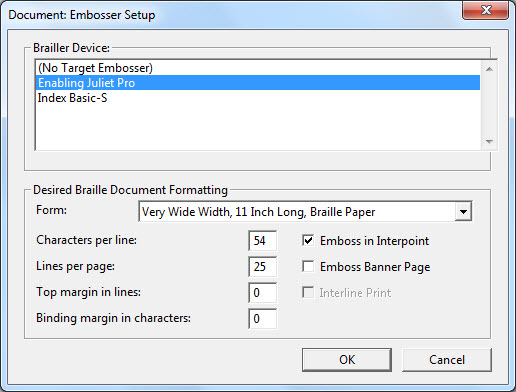 Document: Embosser Setup
Brailler Device:
(No Target Embosser)
Enabling Juliet Pro
Index Basic-S
Desired Braille Document Formatting
Form: Very Wide Width, 11 Inch Long, Braille Paper
Characters per line: 54 Emboss in Interpoint
Lines per page: 25 Emboss Banner Page
Top margin in lines: 0 Interline Print
Binding margin in characters: 0
OK Cancel